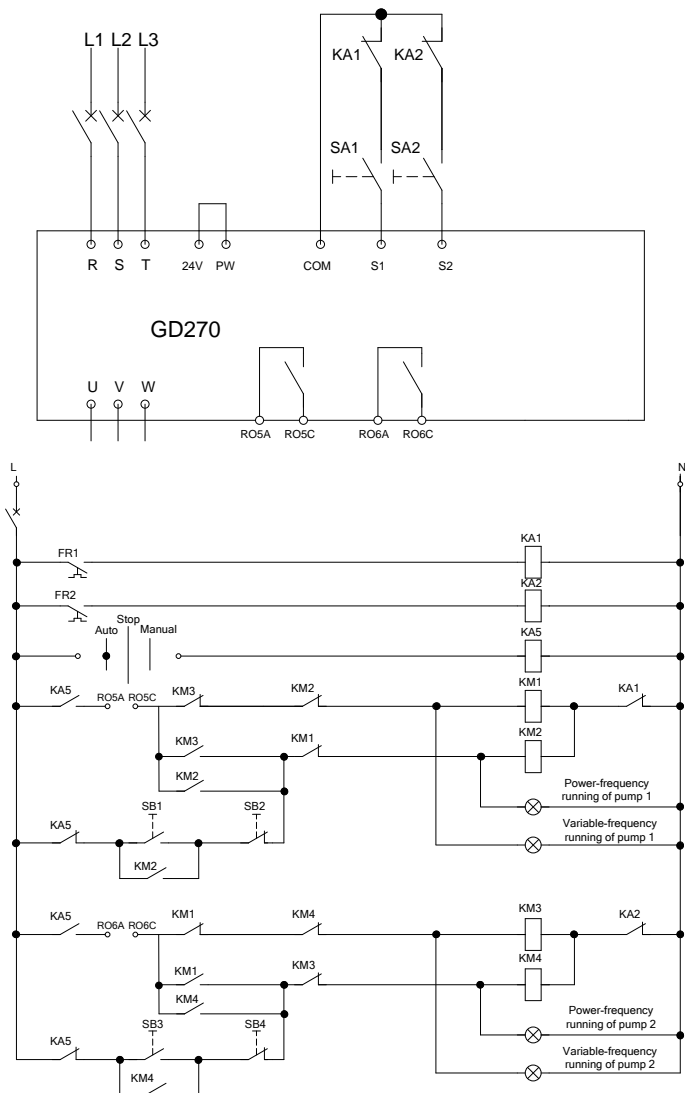 L1 L2 L3
KA1 KA2
SA1 SA2
R S T 24V PW COM S1 S2
GD270
U V W
RO5A RO5C RO6A RO6C
L N
FR1 KA1
FR2 KA2
Stop
Auto Manual KA5
KA5 RO5A RO5C KM3 KM2 KM1 KA1
KM3 KM1 KM2
KM2
Power-frequency
running of pump 1
SB1 SB2
Variable-frequency
running of pump 1
KA5
KM2
KA5 RO6A RO6C KM1 KM4 KM3 KA2
KM1 KM3 KM4
KM4
Power-frequency
running of pump 2
SB3 SB4
KA5
Variable-frequency
running of pump 2
KM4